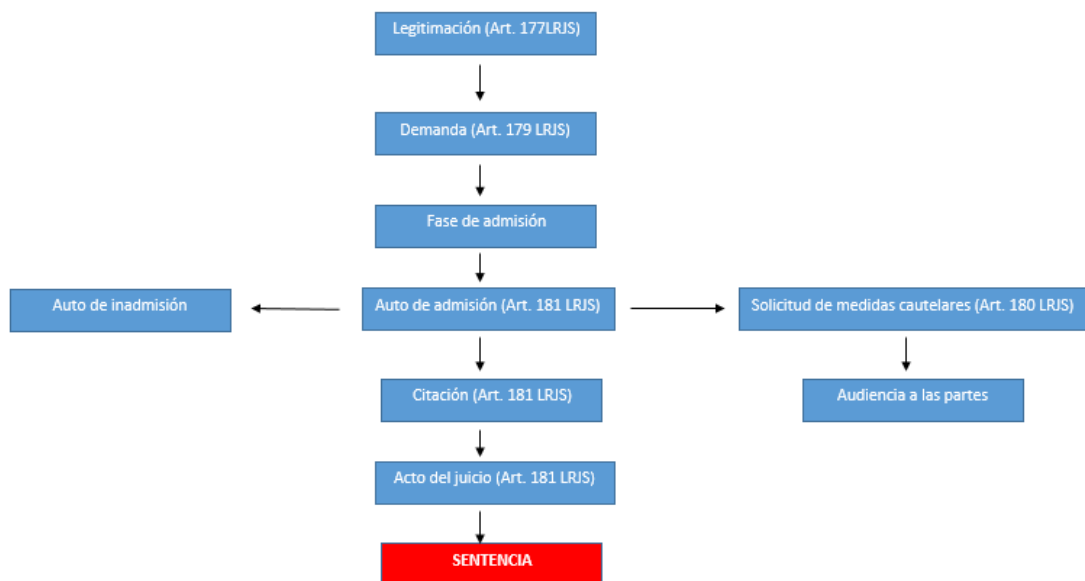 Legitimación (Art. 177LRJS)
Demanda (Art. 179 LRJS)
Fase de admisión
Auto de inadmisión
Auto de admisión (Art. 181 LRJS)
Solicitud de medidas cautelares (Art. 180 LRJS)
Citación (Art. 181 LRJS)
Audiencia a las partes
Acto del juicio (Art. 181 LRJS)
SENTENCIA